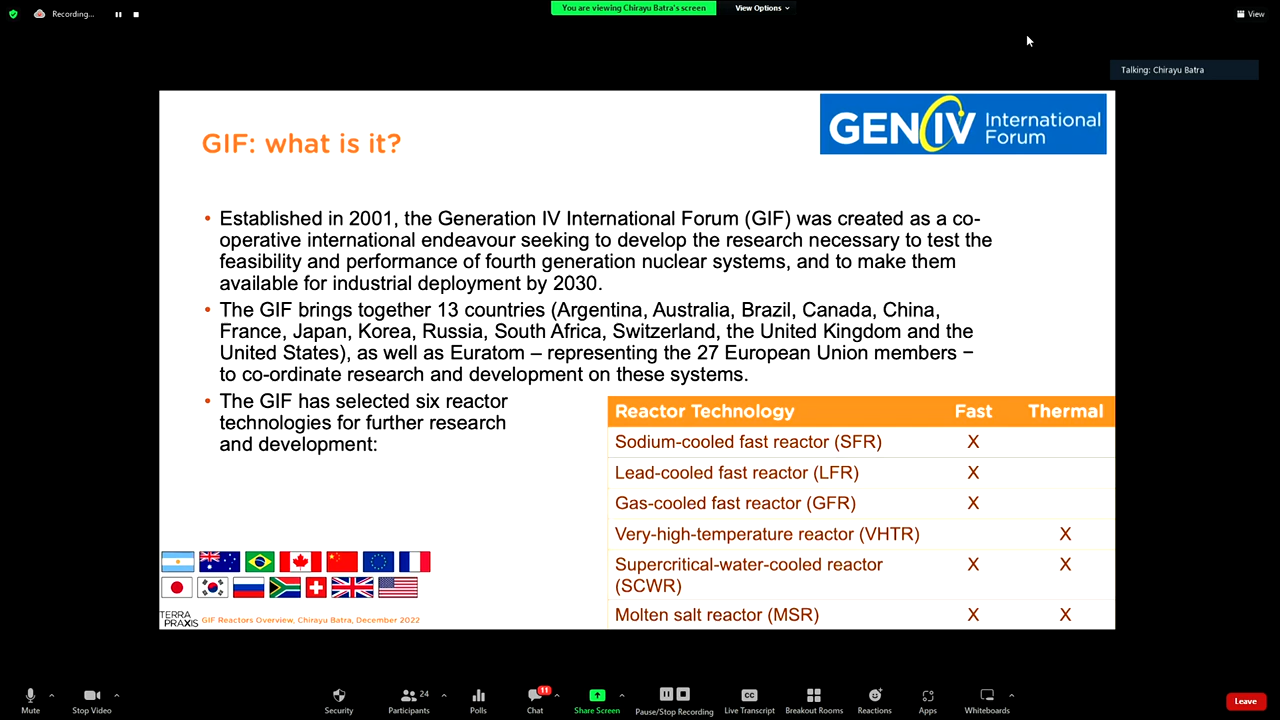 Recording...
You are viewing Chirayu Batra's screen
View Options
View
Talking: Chirayu Batra
GIF: what is it?
GENIV International
Forum
• Established in 2001, the Generation IV International Forum (GIF) was created as a co-
operative international endeavour seeking to develop the research necessary to test the
feasibility and performance of fourth generation nuclear systems, and to make them
available for industrial deployment by 2030.
• The GIF brings together 13 countries (Argentina, Australia, Brazil, Canada, China,
France, Japan, Korea, Russia, South Africa, Switzerland, the United Kingdom and the
United States), as well as Euratom – representing the 27 European Union members −
to co-ordinate research and development on these systems.
• The GIF has selected six reactor
technologies for further research
and development:
Reactor Technology Fast Thermal
Sodium-cooled fast reactor (SFR) X
Lead-cooled fast reactor (LFR) X
Gas-cooled fast reactor (GFR) X
Very-high-temperature reactor (VHTR) X
Supercritical-water-cooled reactor X X
(SCWR)
Molten salt reactor (MSR) X X
TERRA
PRAXIS
GIF Reactors Overview, Chirayu Batra, December 2022
Mute
Stop Video
Security
24
Participants
Polls
11
Chat
Share Screen
Pause/Stop Recording
CC
Live Transcript
Breakout Rooms
Reactions
Apps
Whiteboards
Leave